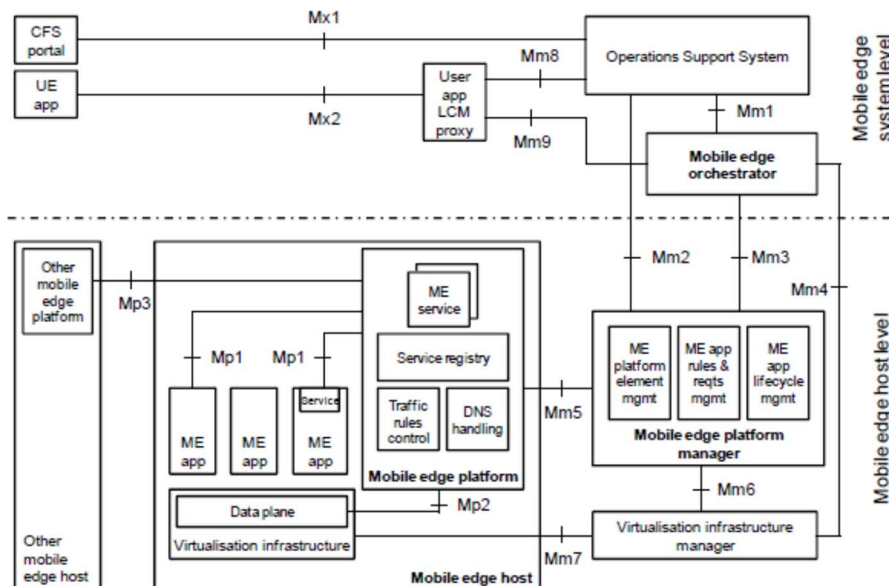 CFS
portal
Mx1
Operations Support System
Mm8
UE
app
Mx2
User
app
LCM
proxy
Mm9
Mm1
Mobile edge
orchestrator
Mobile edge
system level
Other
mobile
edge
platform
Mp3
ME
service
Mm2
Mm3
Mm4
Mp1
Mp1
Service registry
ME
platform
element
mgmt
ME app
rules &
reqts
mgmt
ME
app
lifecycle
mgmt
Mm5
Service
ME
app
ME
app
ME
app
Traffic
rules
control
DNS
handling
Mobile edge platform
Mobile edge platform
manager
Mobile edge host level
Mp2
Mm6
Data plane
Virtualisation infrastructure
Mm7
Virtualisation infrastructure
manager
Other
mobile
edge host
Mobile edge host